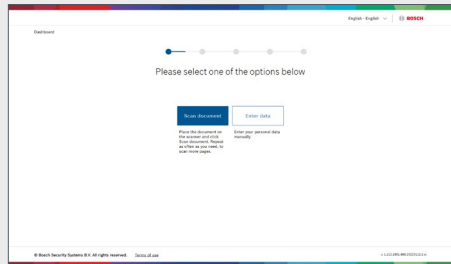 English - English
BOSCH
Dashboard
Please select one of the options below
Scan document
Enter data
Place the document on
the scanner and click
Scan document. Repeat
as often as you need, to
scan more pages.
Enter your personal data
manually
© Bosch Security Systems B.V. All rights reserved.
Terms of use